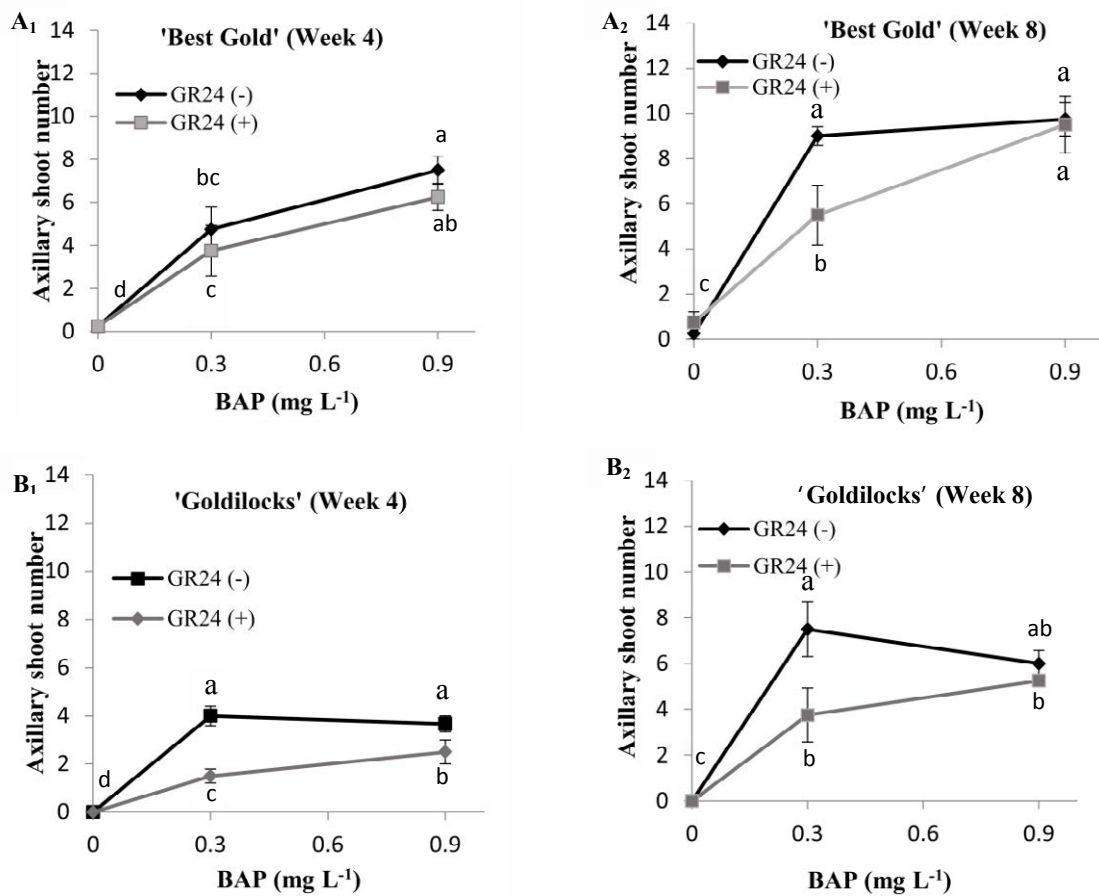 A₁
'Best Gold' (Week 4)
GR24 (-)
GR24 (+)
Axillary shoot number
14
12
10
8
6
4
2
0
d
bc
c
a
ab
0
0.3
0.6
0.9
BAP (mg L⁻¹)
A₂
'Best Gold' (Week 8)
GR24 (-)
GR24 (+)
Axillary shoot number
14
12
10
8
6
4
2
0
c
a
b
a
a
0
0.3
0.6
0.9
BAP (mg L⁻¹)
B₁
'Goldilocks' (Week 4)
GR24 (-)
GR24 (+)
Axillary shoot number
14
12
10
8
6
4
2
0
d
a
c
a
b
0
0.3
0.6
0.9
BAP (mg L⁻¹)
B₂
‘Goldilocks’ (Week 8)
GR24 (-)
GR24 (+)
Axillary shoot number
14
12
10
8
6
4
2
0
c
a
b
ab
b
0
0.3
0.6
0.9
BAP (mg L⁻¹)